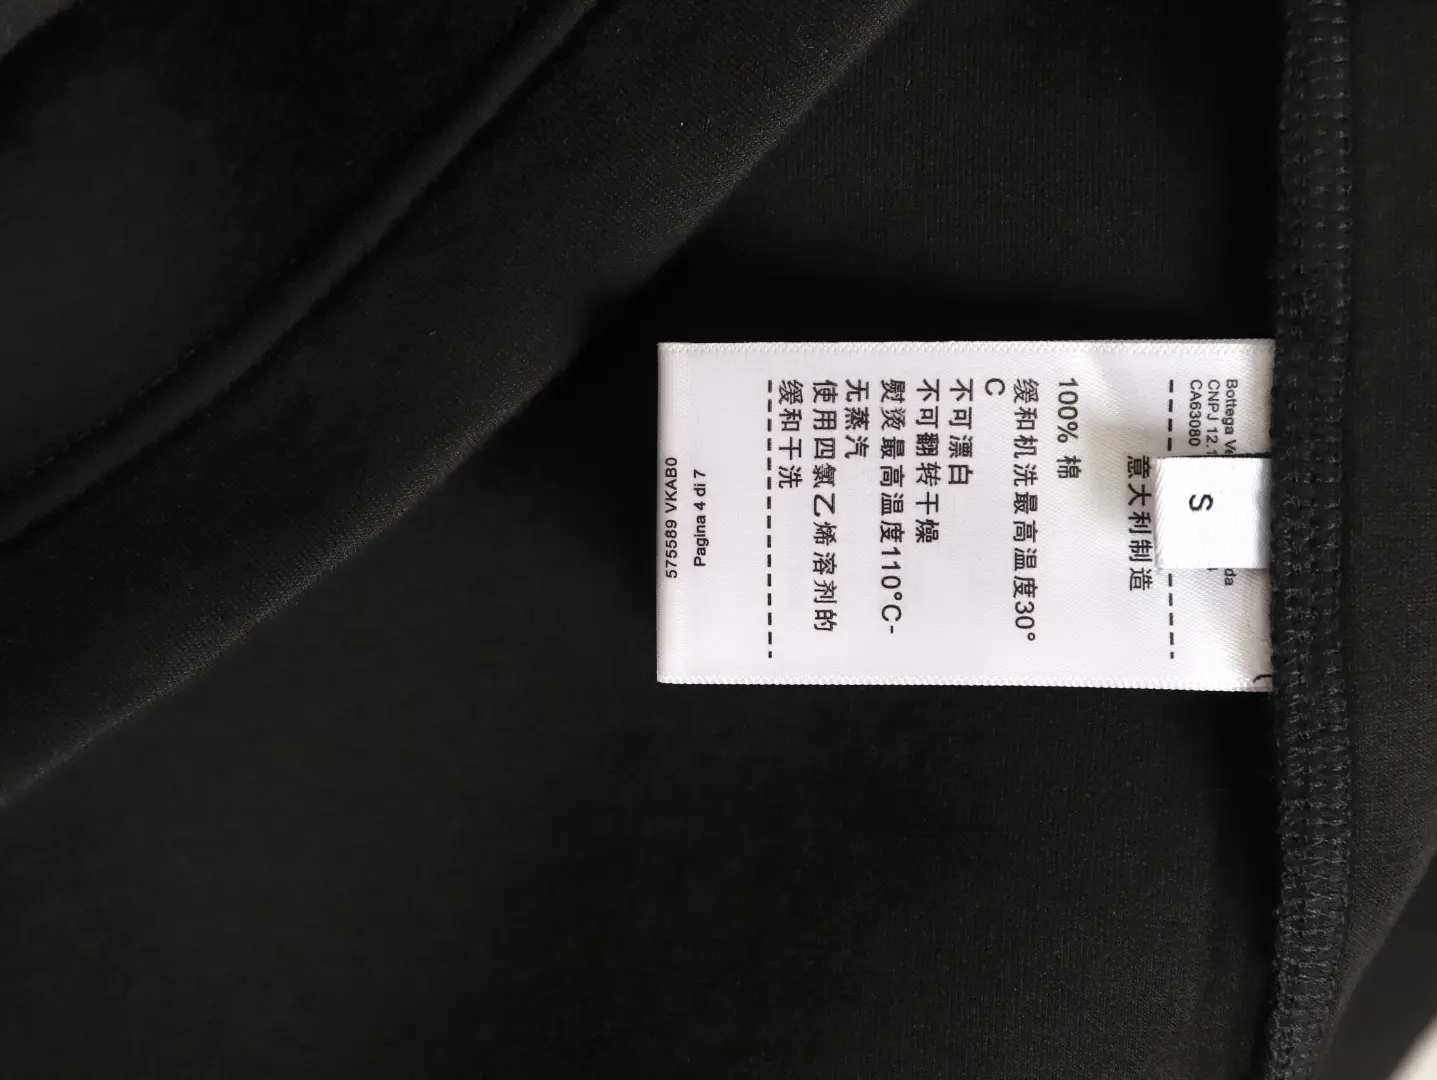 Bottega
CNPJ 12.1
CA63080
S
意大利制造
100% 棉
缓和机洗最高温度30°
C
不可漂白
不可翻转干燥
熨烫最高温度110°C-
无蒸汽
使用四氯乙烯溶剂的
缓和干洗
Pagina 4 di 7
575589 VKAB0